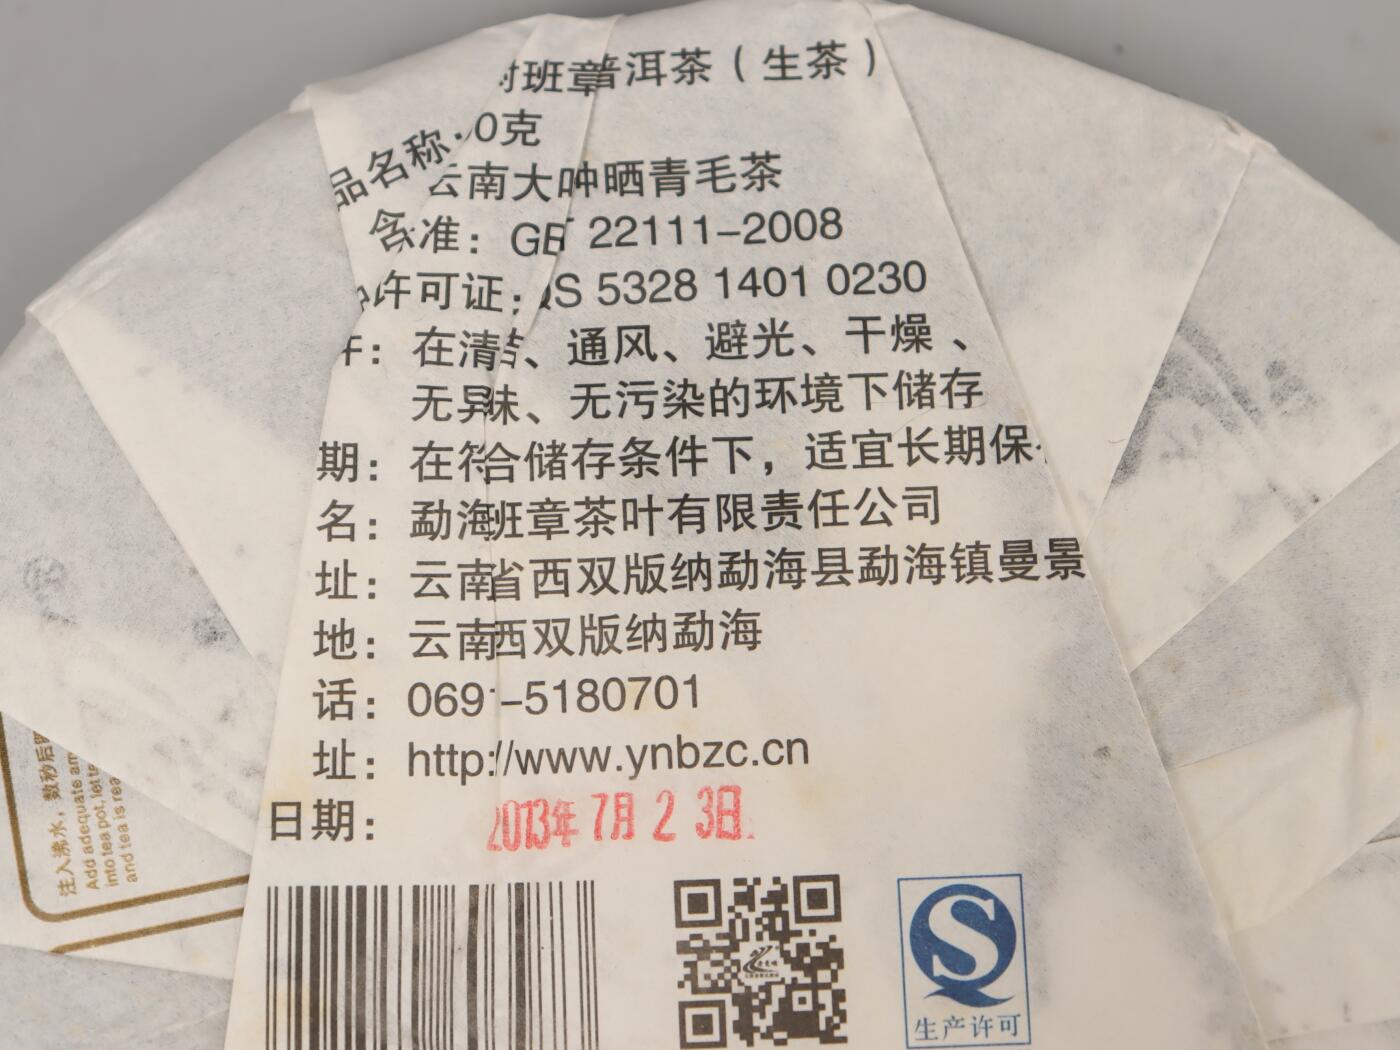 班章普洱茶（生茶）
品名称：
0克
云南大叶种晒青毛茶
准：GB/T 22111-2008
许可证：QS 5328 1401 0230
在清洁、通风、避光、干燥、
无异味、无污染的环境下储存
期：在符合储存条件下，适宜长期保
名：勐海班章茶叶有限责任公司
址：云南省西双版纳勐海县勐海镇曼景
地：云南西双版纳勐海
话：0691-5180701
址：http://www.ynbzc.cn
日期：2013年7月23日
生产许可
注入沸水，数秒后
Add adequate
into tea pot, let
and tea is